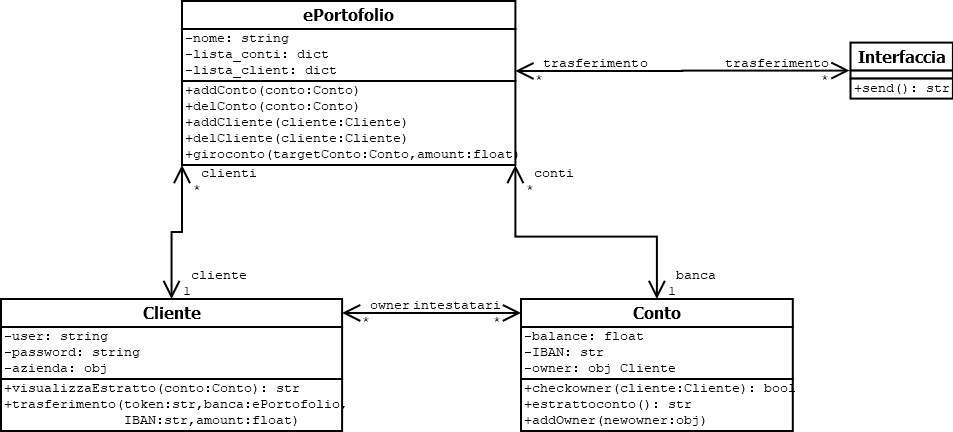 ePortofolio
-nome: string
-lista_conti: dict
-lista_client: dict
+addConto(conto:Conto)
+delConto(conto:Conto)
+addCliente(cliente:Cliente)
+delCliente(cliente:Cliente)
+giroconto(targetConto:Conto,amount:float)
trasferimento
*
trasferimento
*
Interfaccia
+send(): str
clienti
*
conti
*
cliente
1
banca
1
Cliente
-user: string
-password: string
-azienda: obj
+visualizzaEstratto(conto:Conto): str
+trasferimento(token:str,banca:ePortofolio,
IBAN:str,amount:float)
owner
*
intestatari
*
Conto
-balance: float
-IBAN: str
-owner: obj Cliente
+checkowner(cliente:Cliente): bool
+estrattoconto(): str
+addOwner(newowner:obj)